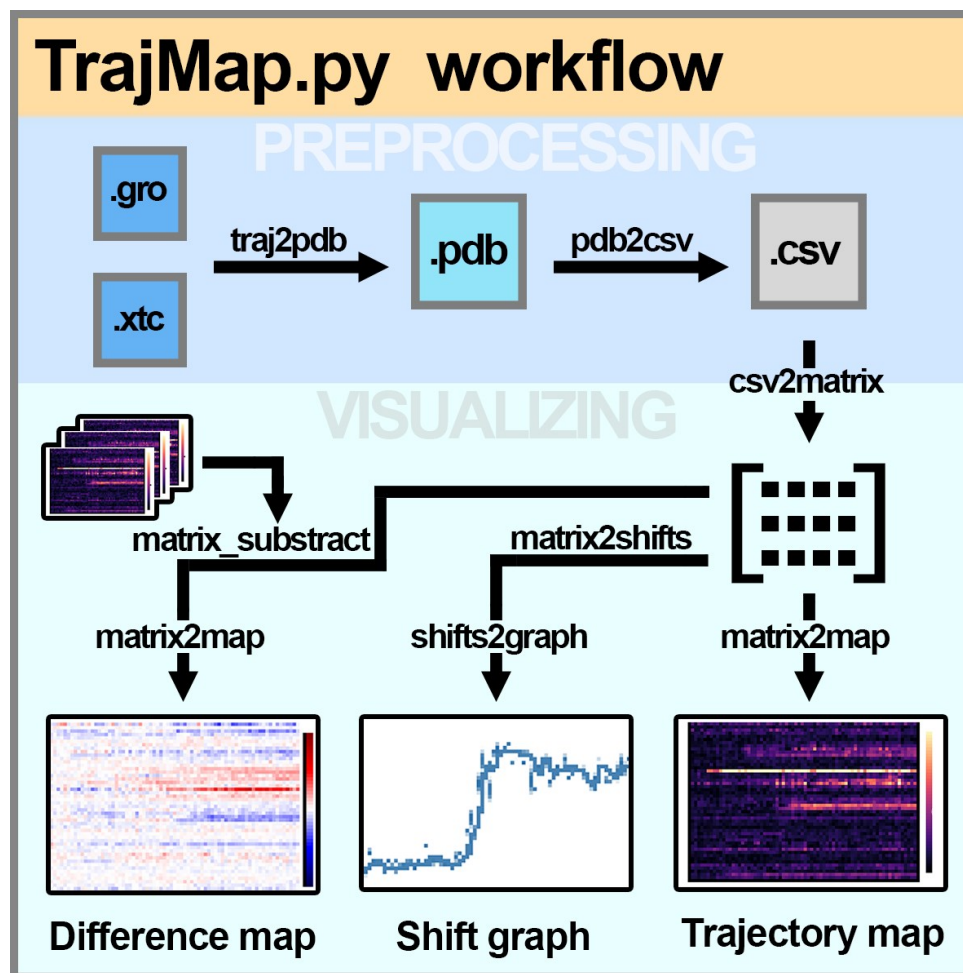 TrajMap.py workflow
PREPROCESSING
.gro
traj2pdb
.pdb
pdb2csv
.csv
.xtc
csv2matrix
VISUALIZING
matrix_substract
matrix2shifts
matrix2map
shifts2graph
matrix2map
Difference map
Shift graph
Trajectory map